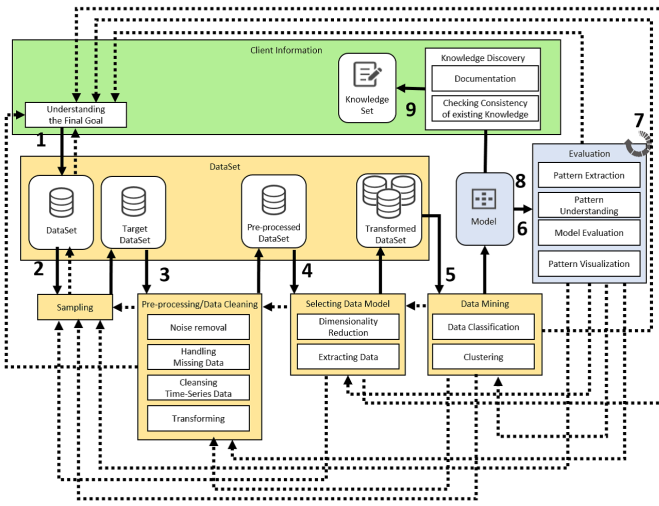 Client Information
Understanding
the Final Goal
Knowledge
Set
Knowledge Discovery
Documentation
Checking Consistency
of existing Knowledge
9
1
7
DataSet
DataSet
Target
DataSet
Pre-processed
DataSet
Transformed
DataSet
Model
8
6
Evaluation
Pattern Extraction
Pattern
Understanding
Model Evaluation
Pattern Visualization
2
3
4
5
Sampling
Pre-processing/Data Cleaning
Noise removal
Handling
Missing Data
Cleansing
Time-Series Data
Transforming
Selecting Data Model
Dimensionality
Reduction
Extracting Data
Data Mining
Data Classification
Clustering